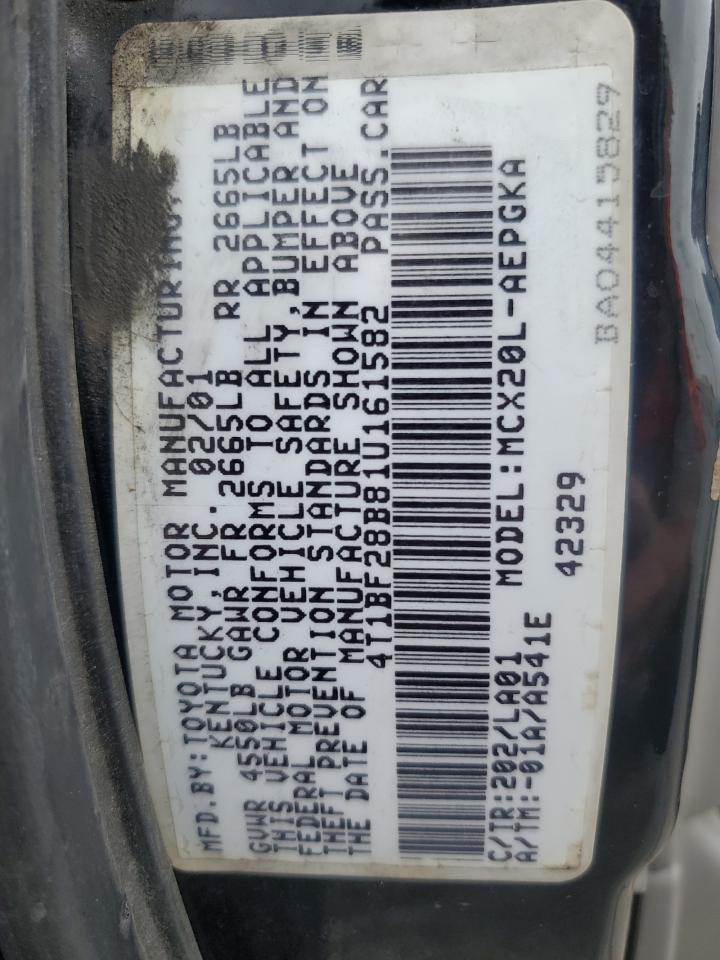 MFD.BY:TOYOTA MOTOR MANUFACTURING,
KENTUCKY,INC. 02/01
GVWR 4550LB GAWR FR 2665LB RR 2665LB
THIS VEHICLE CONFORMS TO ALL APPLICABLE
FEDERAL MOTOR VEHICLE SAFETY,BUMPER AND
THEFT PREVENTION STANDARDS IN EFFECT ON
THE DATE OF MANUFACTURE SHOWN ABOVE
4T1BF28B81U161582 PASS.CAR
C/TR:202/LA01 MODEL:MCX20L-AEPGKA
A/TM:-01A/A541E 42329
BA04415829